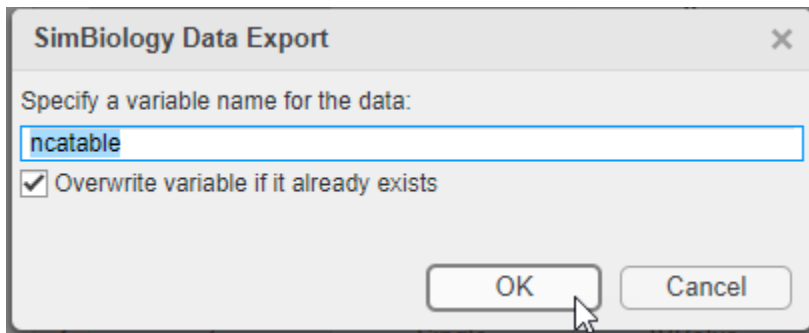 SimBiology Data Export
Specify a variable name for the data:
ncatable
Overwrite variable if it already exists
OK Cancel